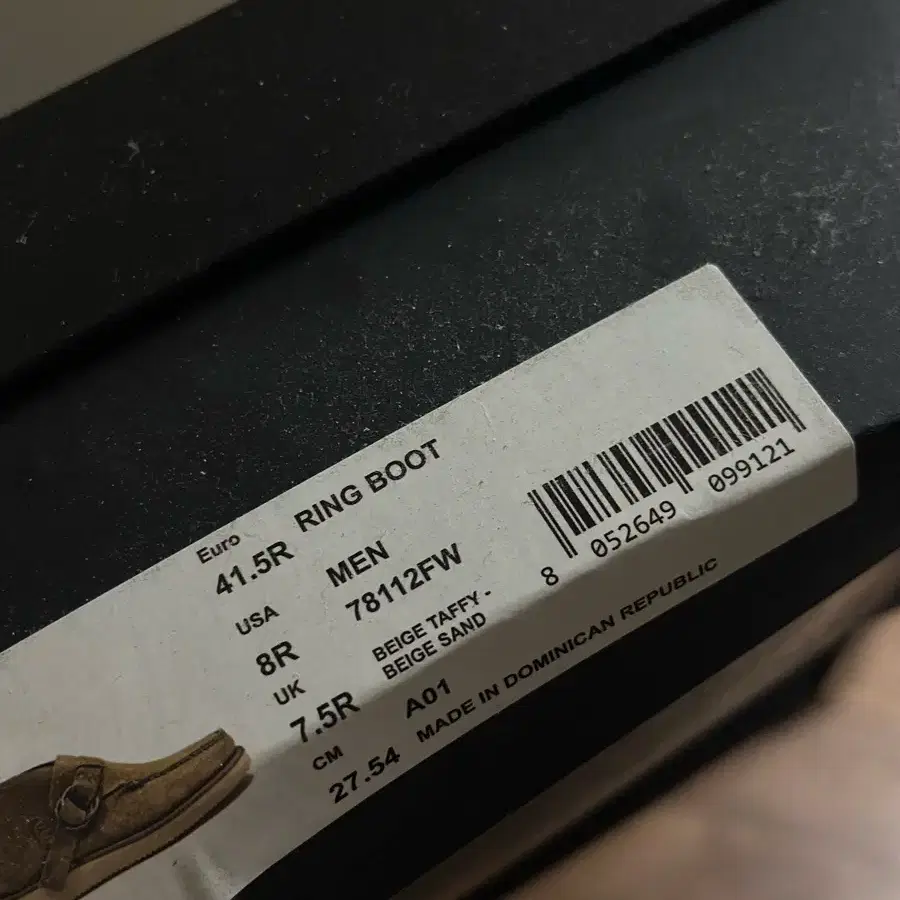 Euro
41.5R
RING BOOT
USA
MEN
8R
78112FW
UK
BEIGE TAFFY -
BEIGE SAND
7.5R
A01
CM
27.54
MADE IN DOMINICAN REPUBLIC
8 052649 099121